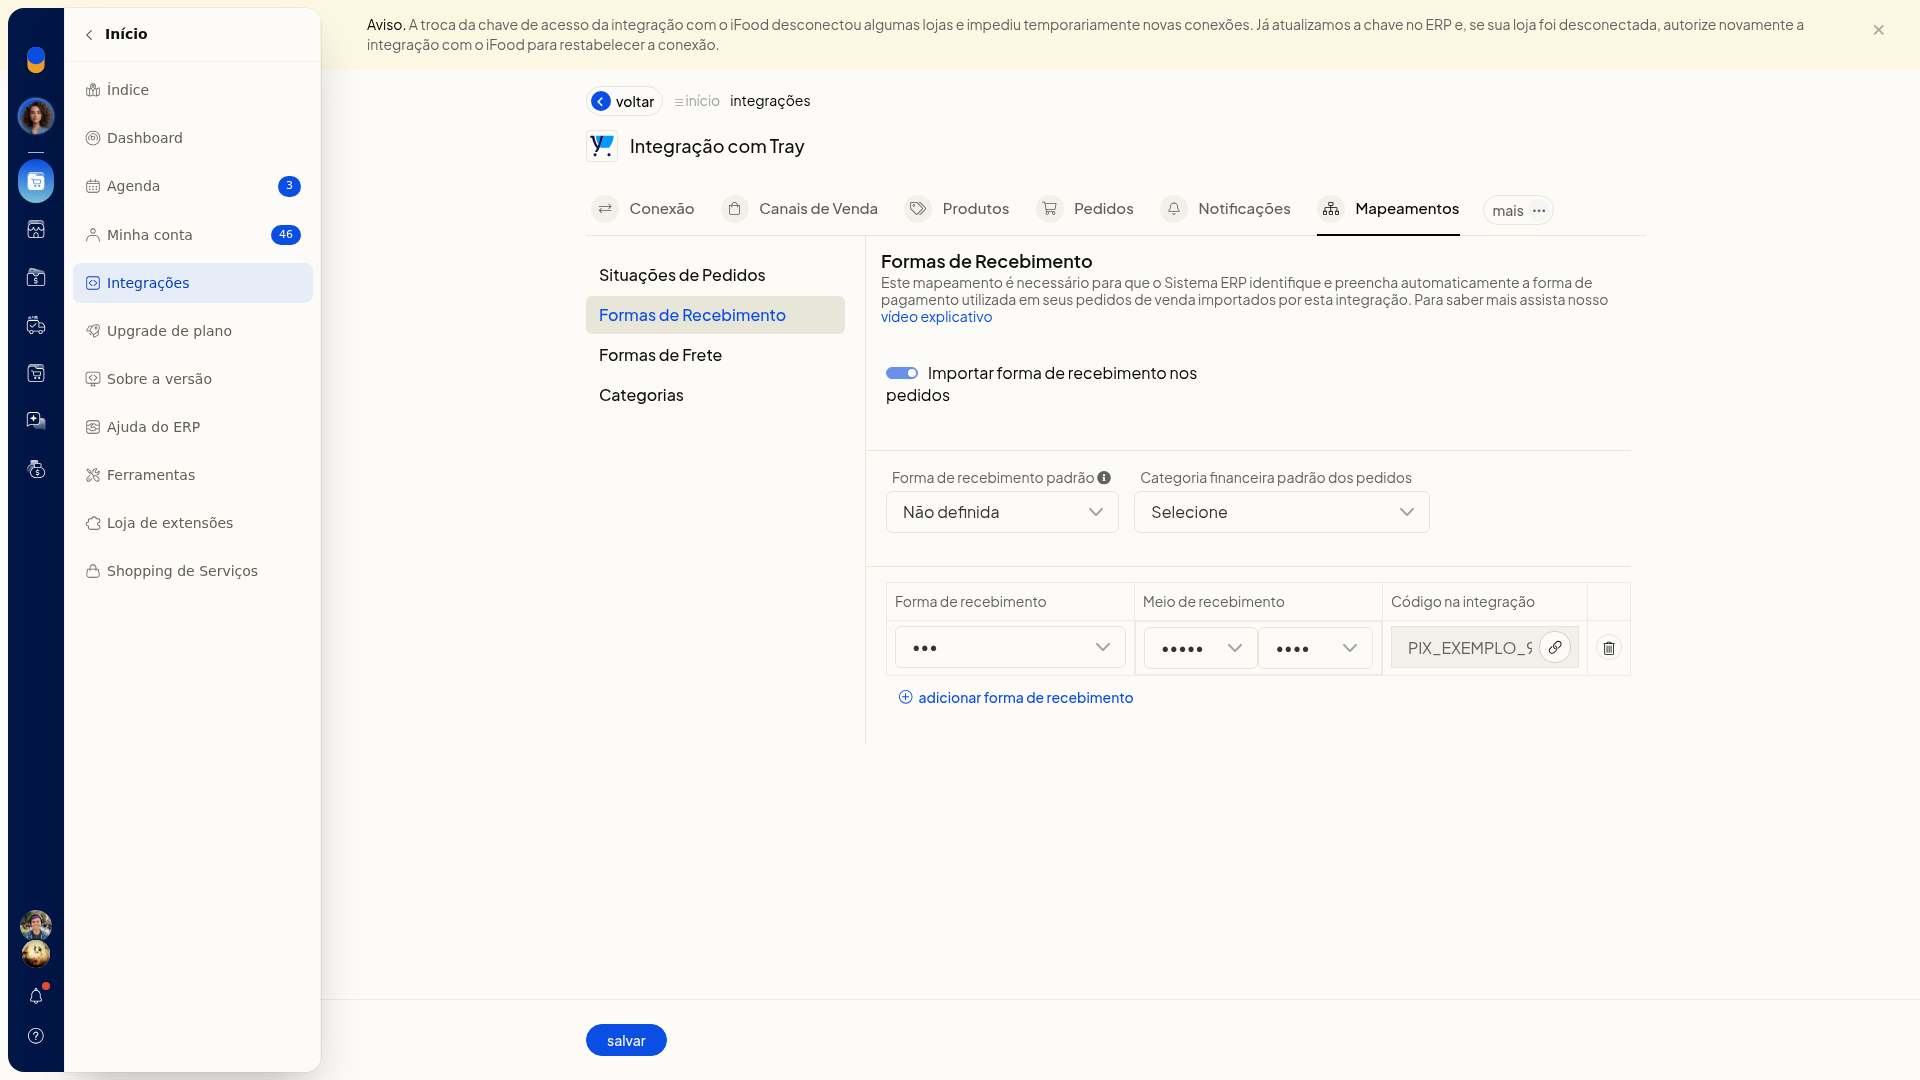 Início
Índice
Dashboard
Agenda 3
Minha conta 46
Integrações
Upgrade de plano
Sobre a versão
Ajuda do ERP
Ferramentas
Loja de extensões
Shopping de Serviços
Aviso. A troca da chave de acesso da integração com o iFood desconectou algumas lojas e impediu temporariamente novas conexões. Já atualizamos a chave no ERP e, se sua loja foi desconectada, autorize novamente a
integração com o iFood para restabelecer a conexão.
voltar início integrações
Integração com Tray
Conexão Canais de Venda Produtos Pedidos Notificações Mapeamentos mais ...
Situações de Pedidos
Formas de Recebimento
Formas de Frete
Categorias
Formas de Recebimento
Este mapeamento é necessário para que o Sistema ERP identifique e preencha automaticamente a forma de
pagamento utilizada em seus pedidos de venda importados por esta integração. Para saber mais assista nosso
vídeo explicativo
Importar forma de recebimento nos
pedidos
Forma de recebimento padrão Categoria financeira padrão dos pedidos
Não definida Selecione
Forma de recebimento Meio de recebimento Código na integração
••• ••••• •••• PIX_EXEMPLO_9
adicionar forma de recebimento
salvar